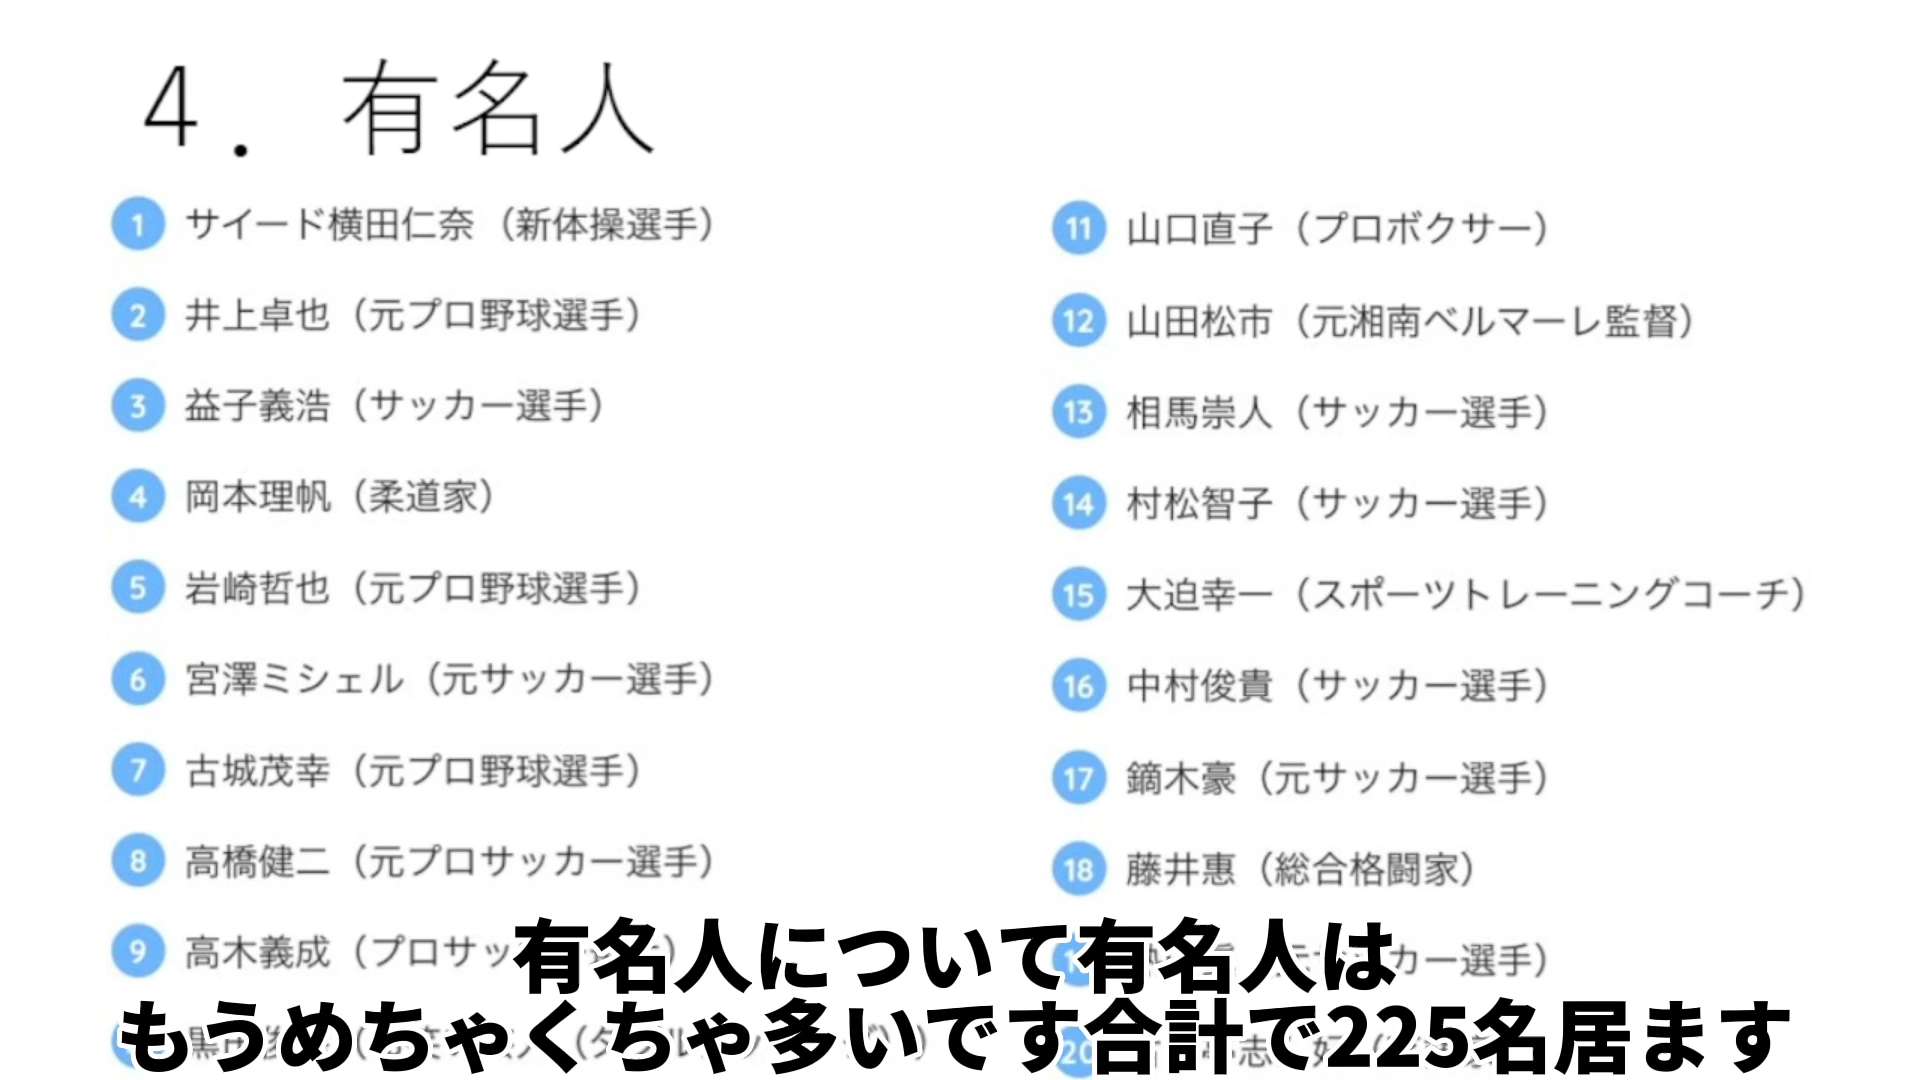 4. 有名人
1 サイード横田仁奈（新体操選手）
2 井上卓也（元プロ野球選手）
3 益子義浩（サッカー選手）
4 岡本理帆（柔道家）
5 岩崎哲也（元プロ野球選手）
6 宮澤ミシェル（元サッカー選手）
7 古城茂幸（元プロ野球選手）
8 高橋健二（元プロサッカー選手）
9 高木義成（プロサッ
11 山口直子（プロボクサー）
12 山田松市（元湘南ベルマーレ監督）
13 相馬崇人（サッカー選手）
14 村松智子（サッカー選手）
15 大迫幸一（スポーツトレーニングコーチ）
16 中村俊貴（サッカー選手）
17 鏑木豪（元サッカー選手）
18 藤井惠（総合格闘家）
カー選手）
20
有名人について有名人は
もうめちゃくちゃ多いです合計で225名居ます